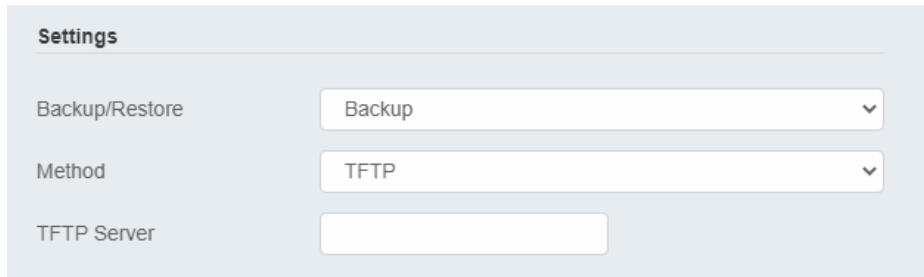 Settings
Backup/Restore Backup
Method TFTP
TFTP Server